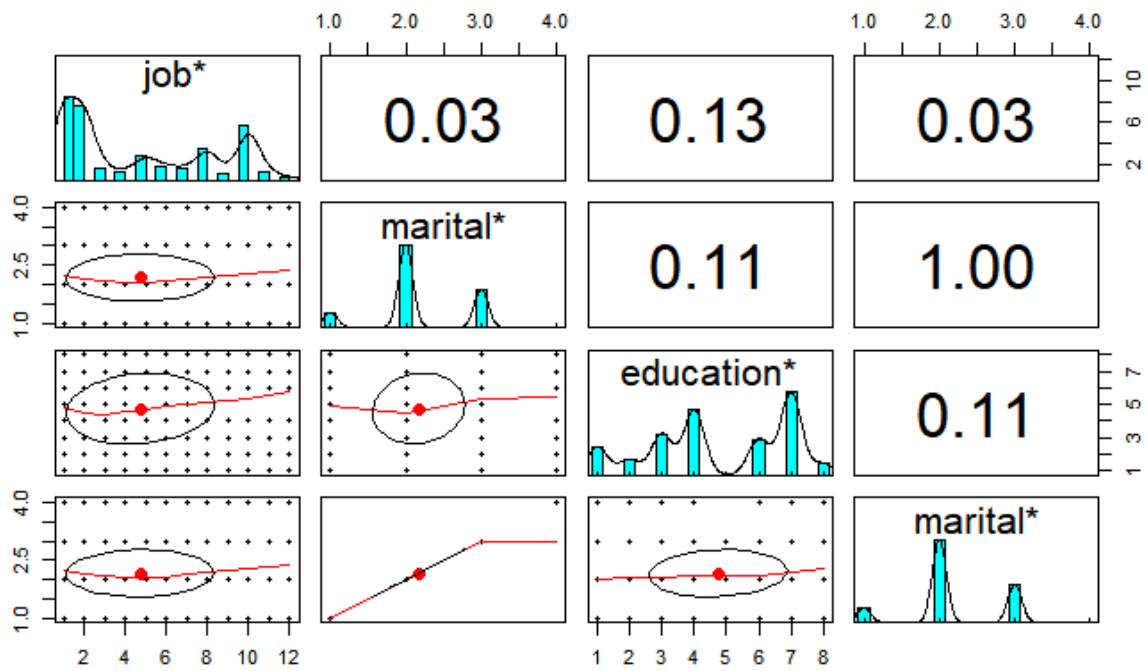 1.0 2.0 3.0 4.0 1.0 2.0 3.0 4.0
job* 0.03 0.13 0.03
2 6 10
1.0 2.5 4.0
marital* 0.11 1.00
education* 0.11
1 3 5 7
1.0 2.5 4.0
marital*
2 4 6 8 10 12 1 2 3 4 5 6 7 8